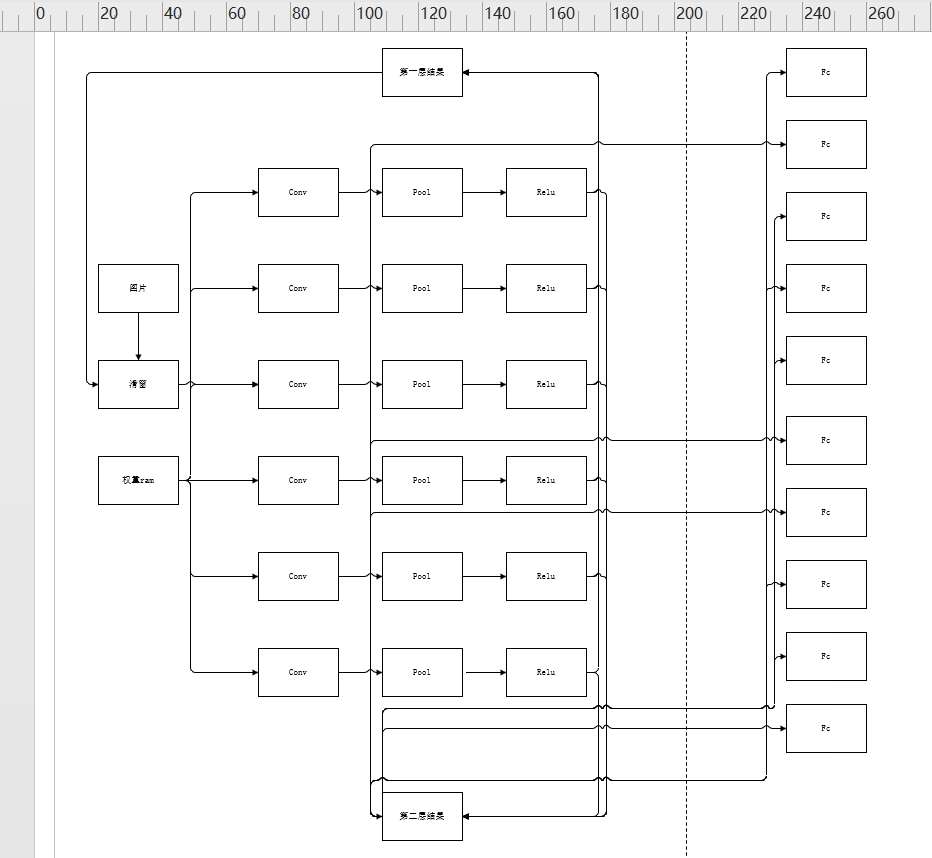 0 20 40 60 80 100 120 140 160 180 200 220 240 260
第一层结果
Fc
Fc
Conv Pool Relu
Fc
图片 Conv Pool Relu Fc
Fc
滑窗 Conv Pool Relu
Fc
权重ram Conv Pool Relu
Fc
Conv Pool Relu Fc
Fc
Conv Pool Relu
Fc
第二层结果